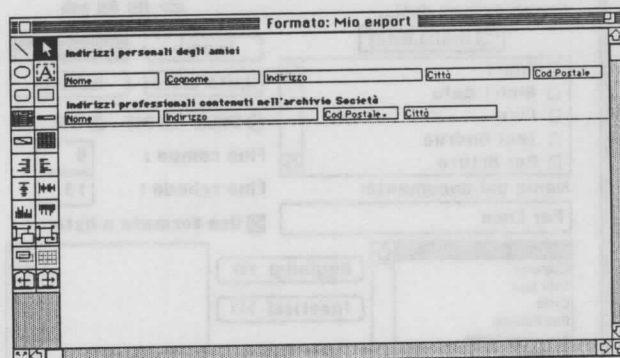 Formato: Mio export
Indirizzi personali degli amici
Nome Cognome Indirizzo Città Cod Postale
Indirizzi professionali contenuti nell'archivio Società
Nome Indirizzo Cod Postale Città